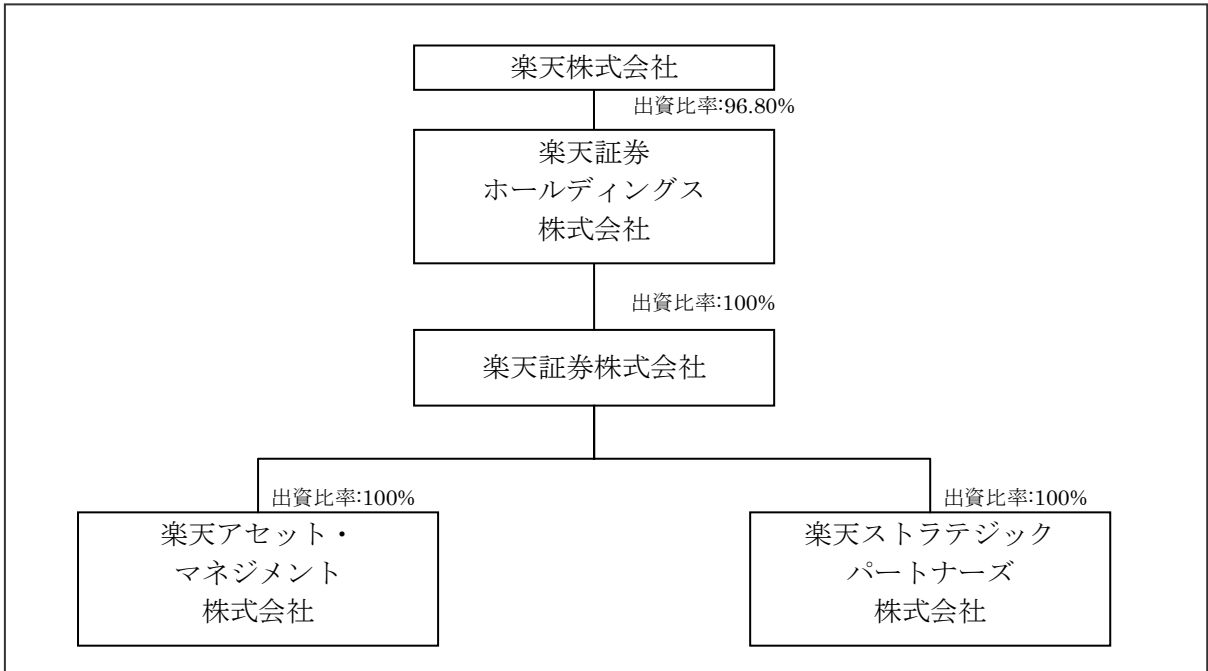 楽天株式会社
出資比率:96.80%
楽天証券
ホールディングス
株式会社
出資比率:100%
楽天証券株式会社
出資比率:100%
楽天アセット・
マネジメント
株式会社
出資比率:100%
楽天ストラテジック
パートナーズ
株式会社